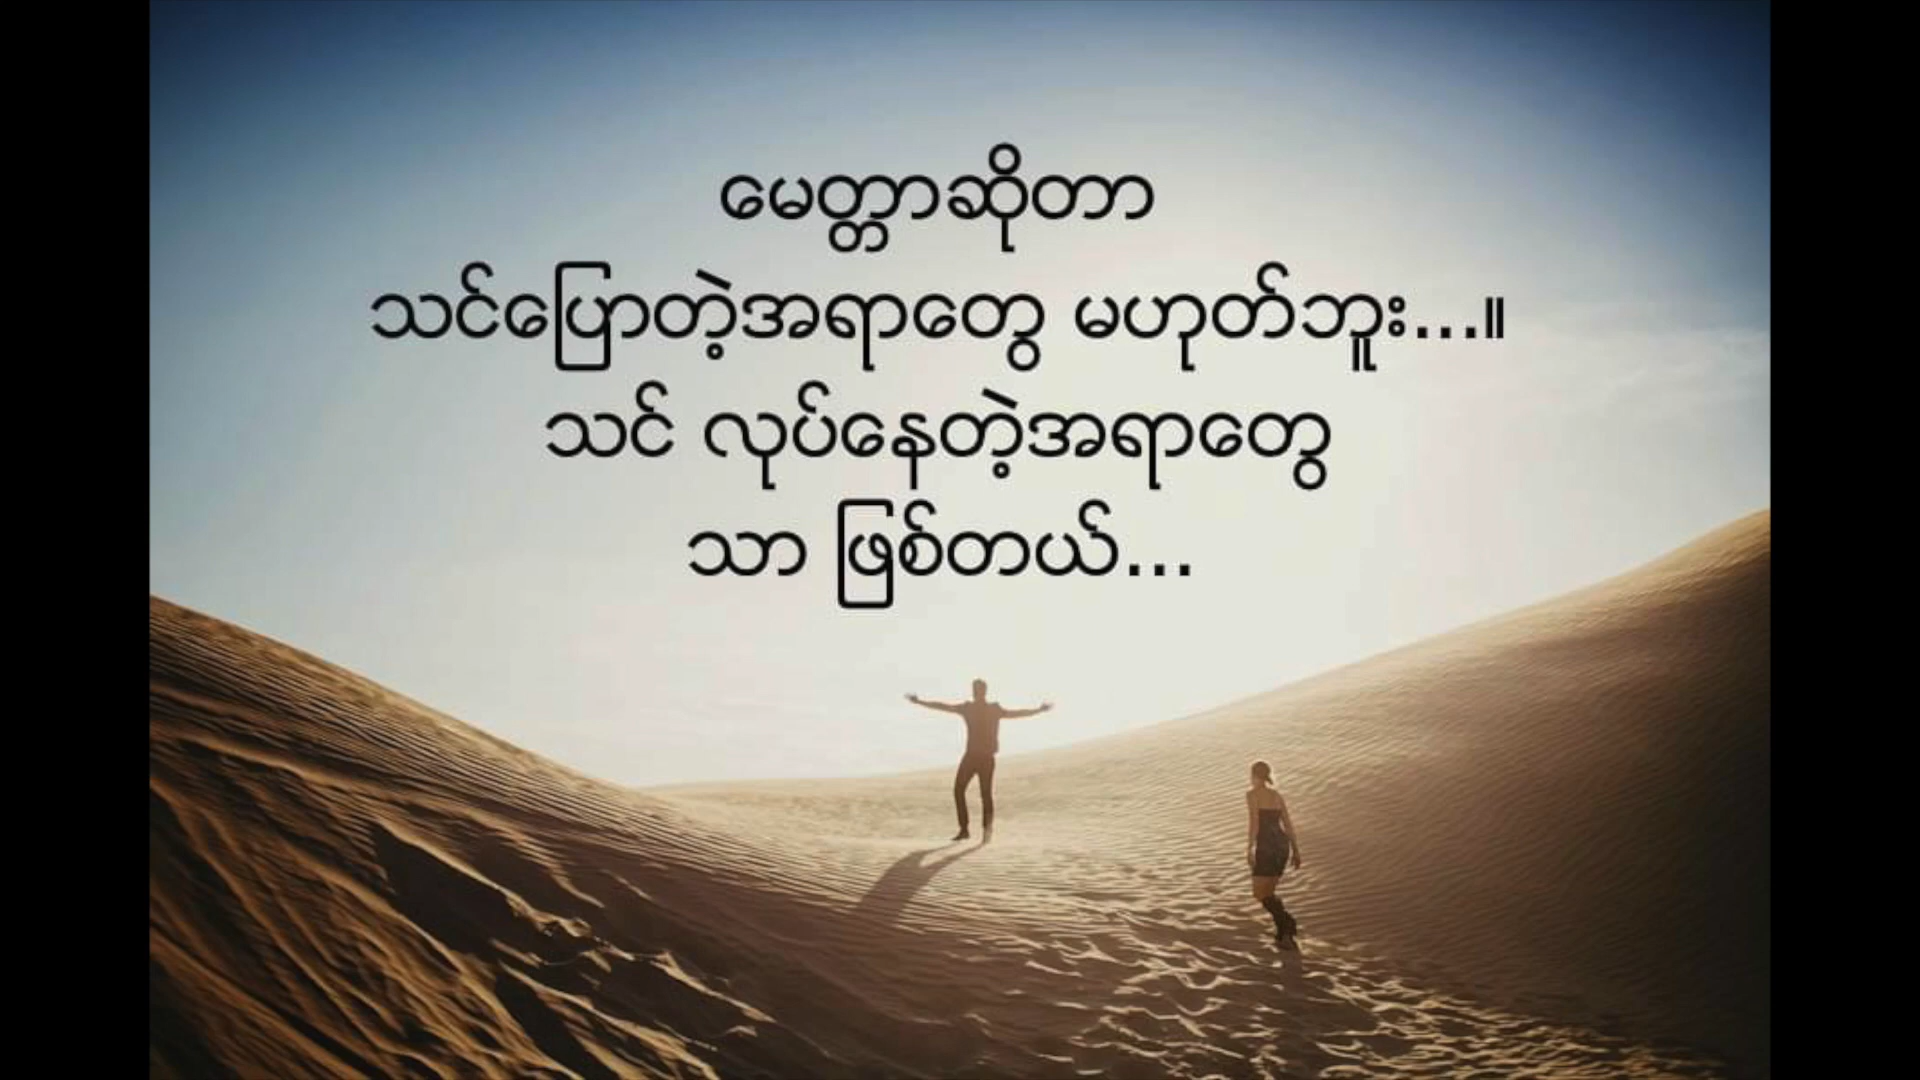 မေတ္တာဆိုတာ
သင်ပြောတဲ့အရာတွေ မဟုတ်ဘူး...။
သင် လုပ်နေတဲ့အရာတွေ
သာ ဖြစ်တယ်...